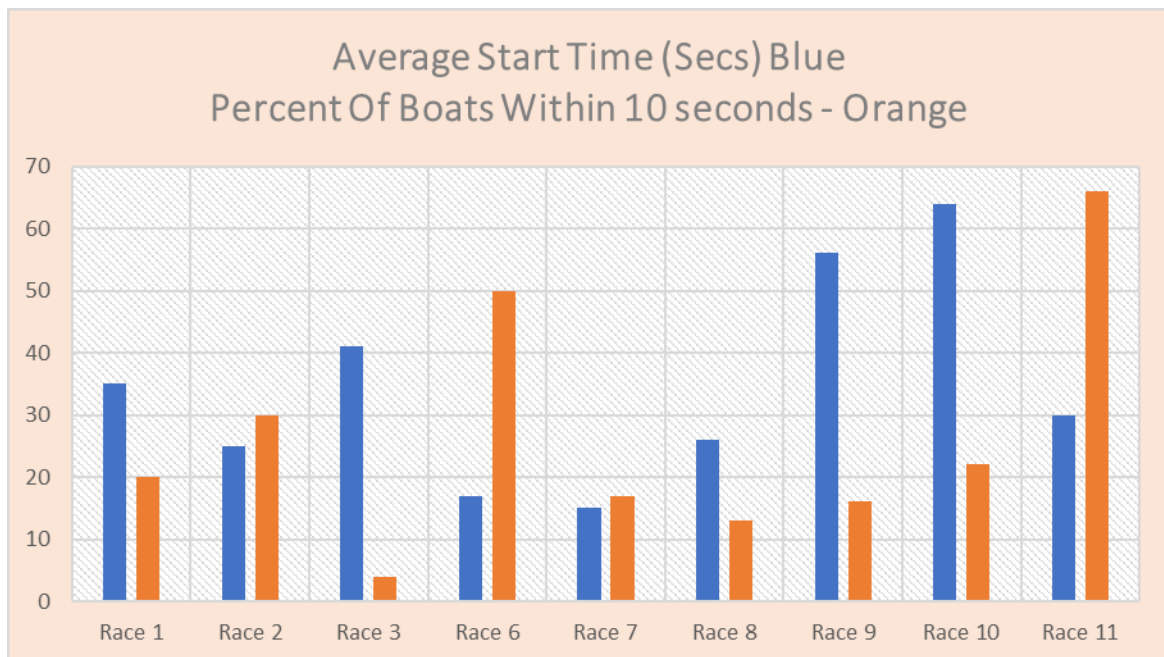 Average Start Time (Secs) Blue
Percent Of Boats Within 10 seconds - Orange
70
60
50
40
30
20
10
0
Race 1 Race 2 Race 3 Race 6 Race 7 Race 8 Race 9 Race 10 Race 11